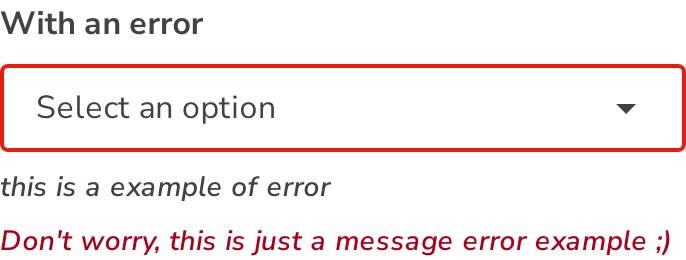 With an error
Select an option
this is a example of error
Don't worry, this is just a message error example ;)